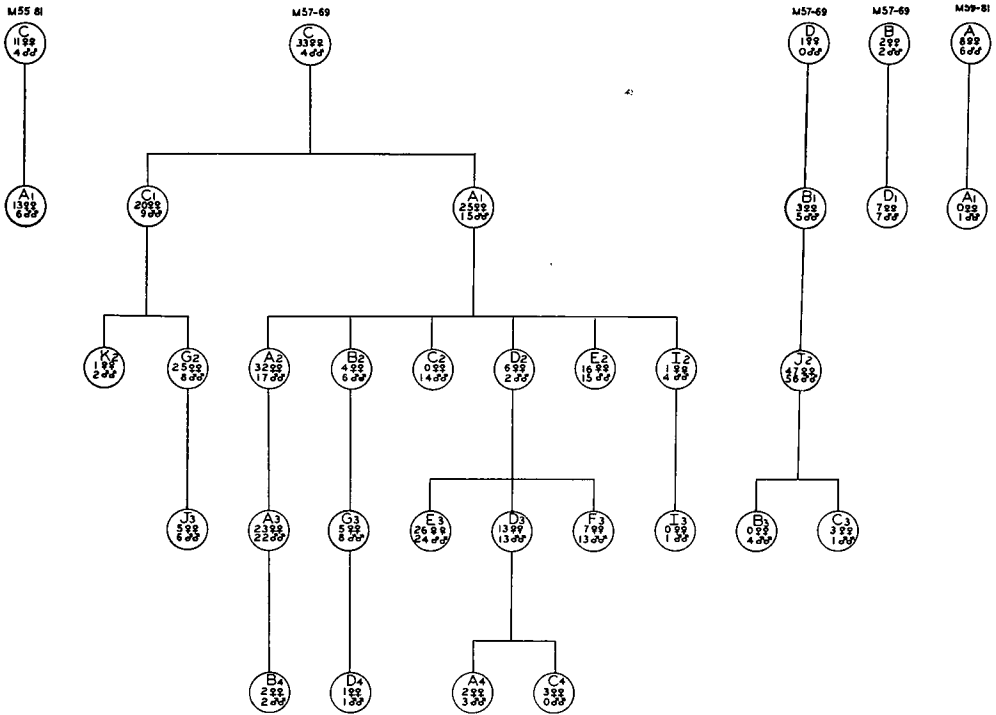 M55 81
M57-69
M57-69
M57-69
M59-81
C
11♀♀
4♂♂
C
33♀♀
4♂♂
D
1♀♀
0♂♂
B
2♀♀
2♂♂
A
8♀♀
6♂♂
A1
13♀♀
6♂♂
C1
20♀♀
9♂♂
A1
25♀♀
15♂♂
B1
3♀♀
5♂♂
D1
7♀♀
7♂♂
A1
0♀♀
1♂♂
K2
1♀♀
2♂♂
G2
25♀♀
8♂♂
A2
32♀♀
17♂♂
B2
4♀♀
6♂♂
C2
0♀♀
14♂♂
D2
6♀♀
2♂♂
E2
16♀♀
15♂♂
I2
1♀♀
4♂♂
J2
47♀♀
56♂♂
J3
5♀♀
6♂♂
A3
23♀♀
22♂♂
G3
5♀♀
8♂♂
E3
26♀♀
24♂♂
D3
13♀♀
13♂♂
F3
7♀♀
13♂♂
I3
0♀♀
1♂♂
B3
0♀♀
4♂♂
C3
3♀♀
1♂♂
B4
2♀♀
2♂♂
D4
1♀♀
1♂♂
A4
2♀♀
3♂♂
C4
3♀♀
0♂♂